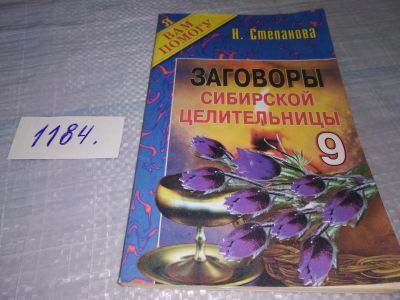 Я
ВАМ
ПОМОГУ
Н. Степанова
ЗАГОВОРЫ
СИБИРСКОЙ
ЦЕЛИТЕЛЬНИЦЫ
9
1184.